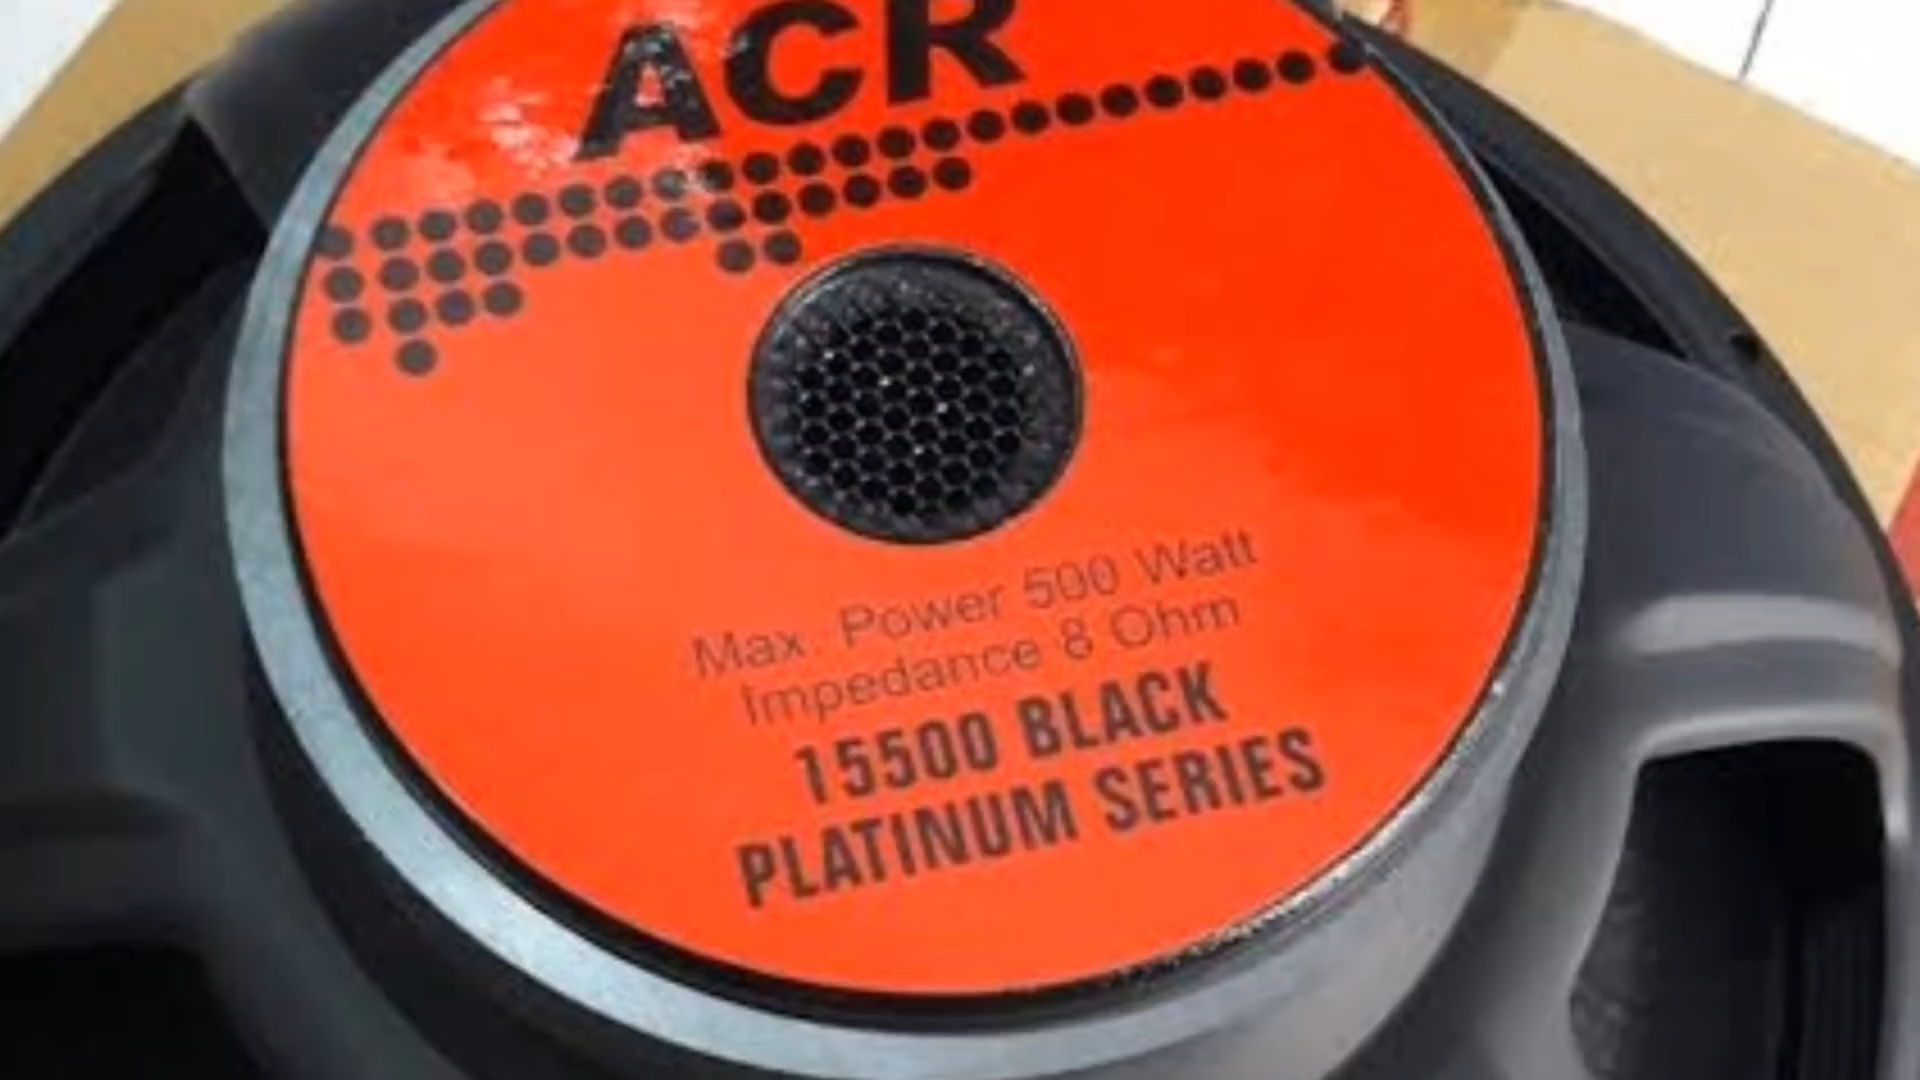 ACR
Max. Power 500 Watt
Impedance 8 Ohm
15500 BLACK
PLATINUM SERIES